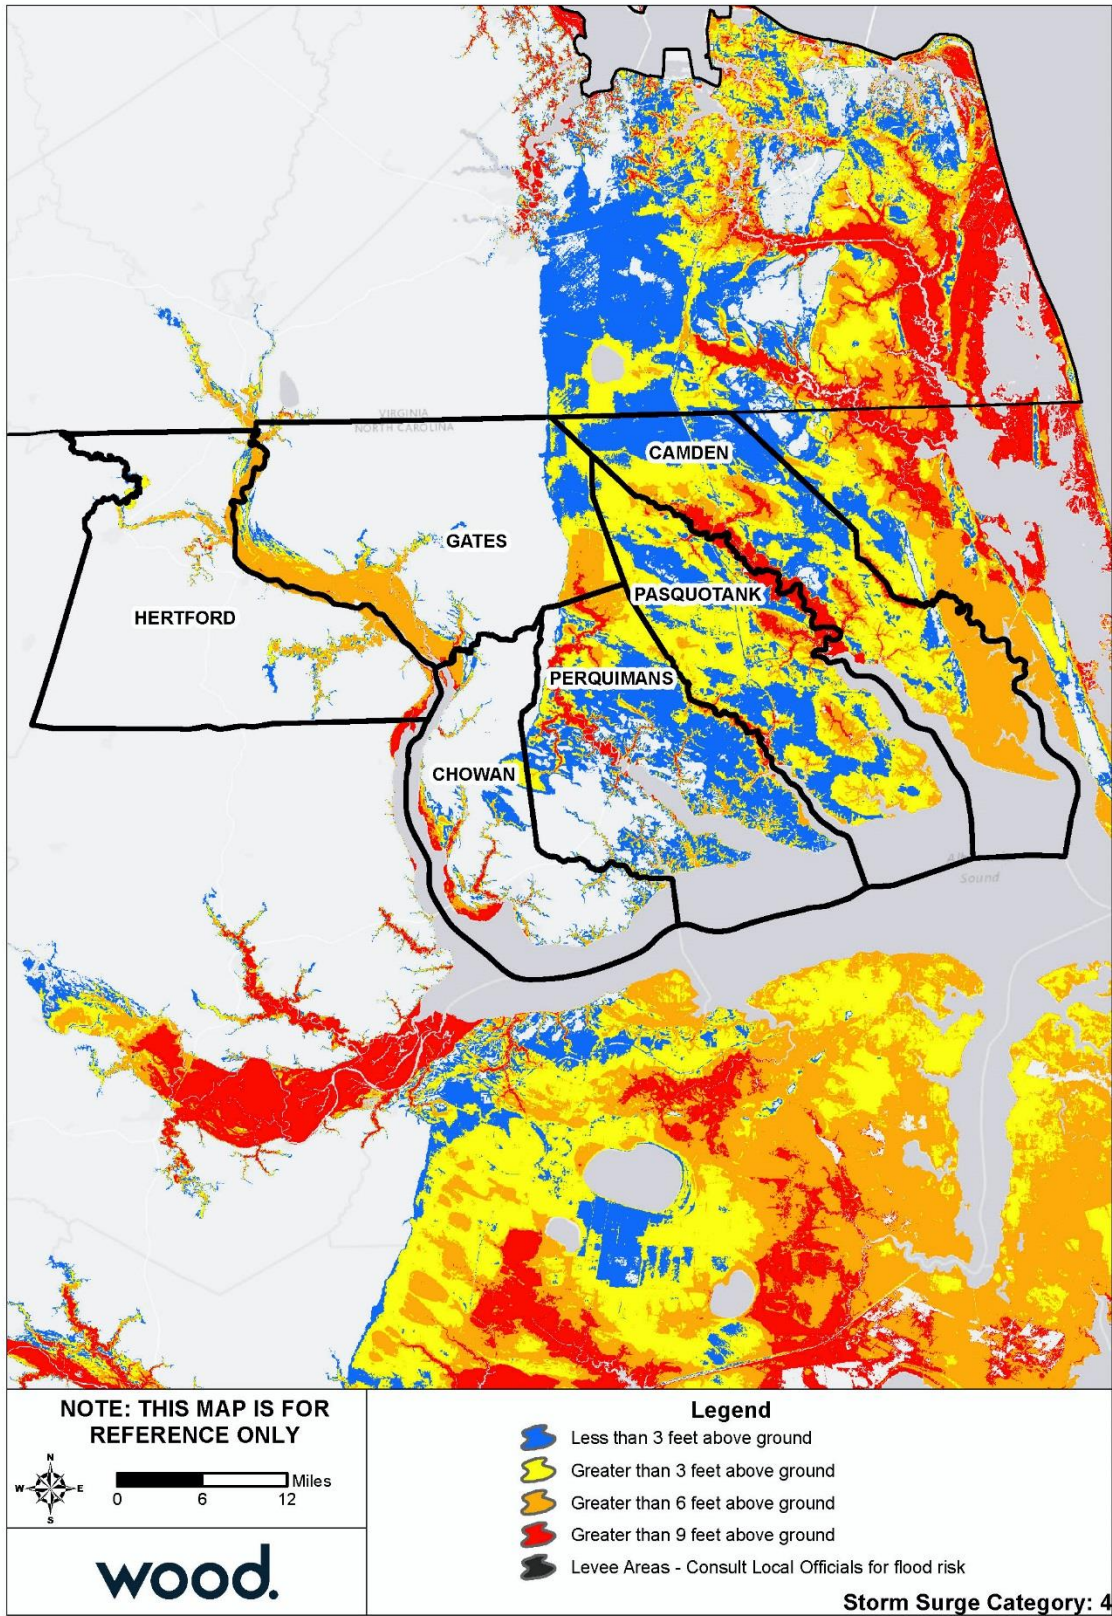 VIRGINIA
NORTH CAROLINA
CAMDEN
GATES
PASQUOTANK
HERTFORD
PERQUIMANS
CHOWAN
Sound
NOTE: THIS MAP IS FOR
REFERENCE ONLY
N
W E
S
Miles
0 6 12
wood.
Legend
Less than 3 feet above ground
Greater than 3 feet above ground
Greater than 6 feet above ground
Greater than 9 feet above ground
Levee Areas - Consult Local Officials for flood risk
Storm Surge Category: 4